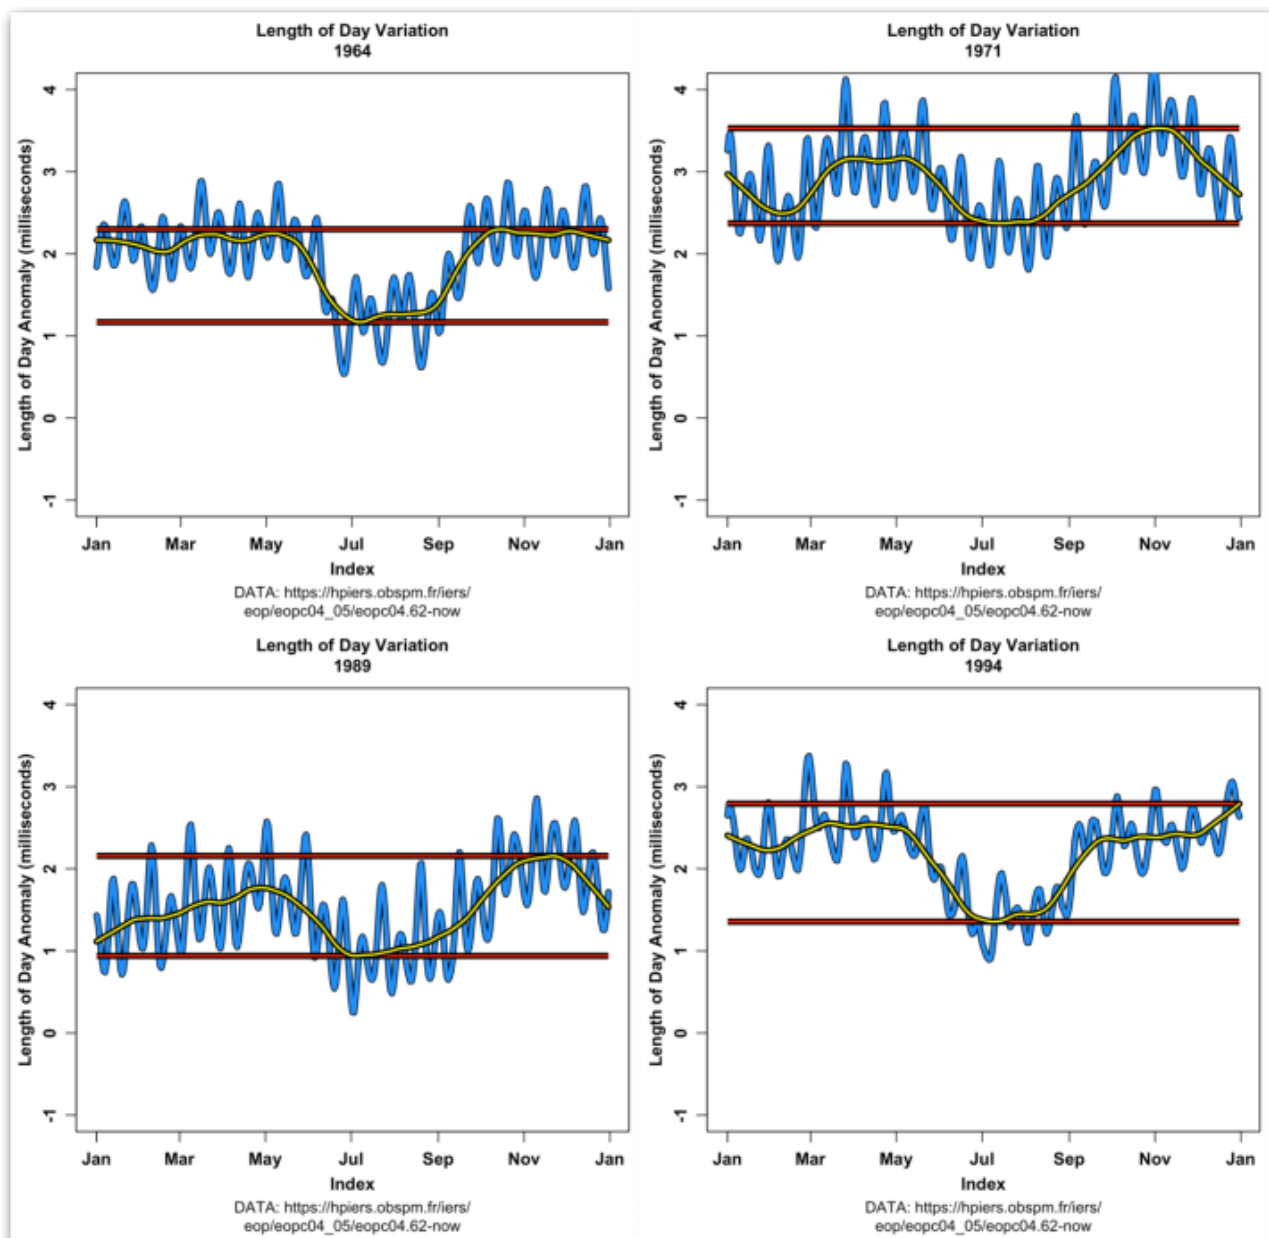 Length of Day Variation
1964
Length of Day Anomaly (milliseconds)
4
3
2
1
0
-1
Jan Mar May Jul Sep Nov Jan
Index
DATA: https://hpiers.obspm.fr/iers/
eop/eopc04_05/eopc04.62-now
Length of Day Variation
1971
Length of Day Anomaly (milliseconds)
4
3
2
1
0
-1
Jan Mar May Jul Sep Nov Jan
Index
DATA: https://hpiers.obspm.fr/iers/
eop/eopc04_05/eopc04.62-now
Length of Day Variation
1989
Length of Day Anomaly (milliseconds)
4
3
2
1
0
-1
Jan Mar May Jul Sep Nov Jan
Index
DATA: https://hpiers.obspm.fr/iers/
eop/eopc04_05/eopc04.62-now
Length of Day Variation
1994
Length of Day Anomaly (milliseconds)
4
3
2
1
0
-1
Jan Mar May Jul Sep Nov Jan
Index
DATA: https://hpiers.obspm.fr/iers/
eop/eopc04_05/eopc04.62-now